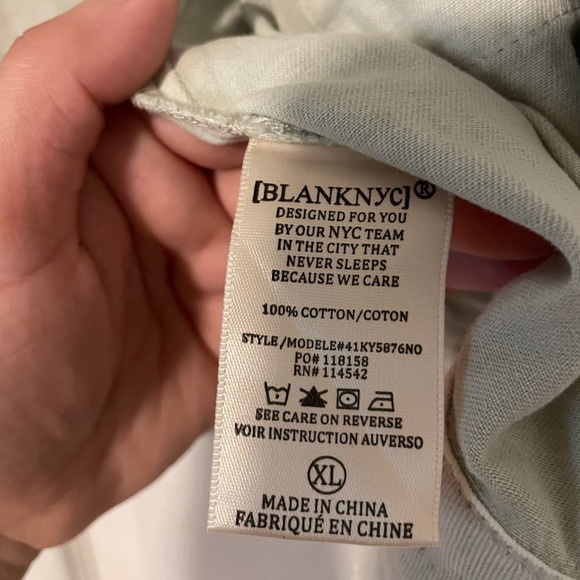 [BLANKNYC]®
DESIGNED FOR YOU
BY OUR NYC TEAM
IN THE CITY THAT
NEVER SLEEPS
BECAUSE WE CARE
100% COTTON/COTON
STYLE/MODELE#41KY5876NO
PO# 118158
RN# 114542
SEE CARE ON REVERSE
VOIR INSTRUCTION AUVERSO
XL
MADE IN CHINA
FABRIQUÉ EN CHINE